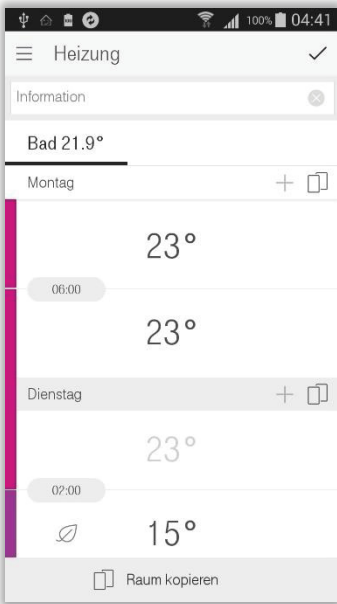 100% 04:41
Heizung
Information
Bad 21.9°
Montag
23°
06:00
23°
Dienstag
23°
02:00
15°
Raum kopieren